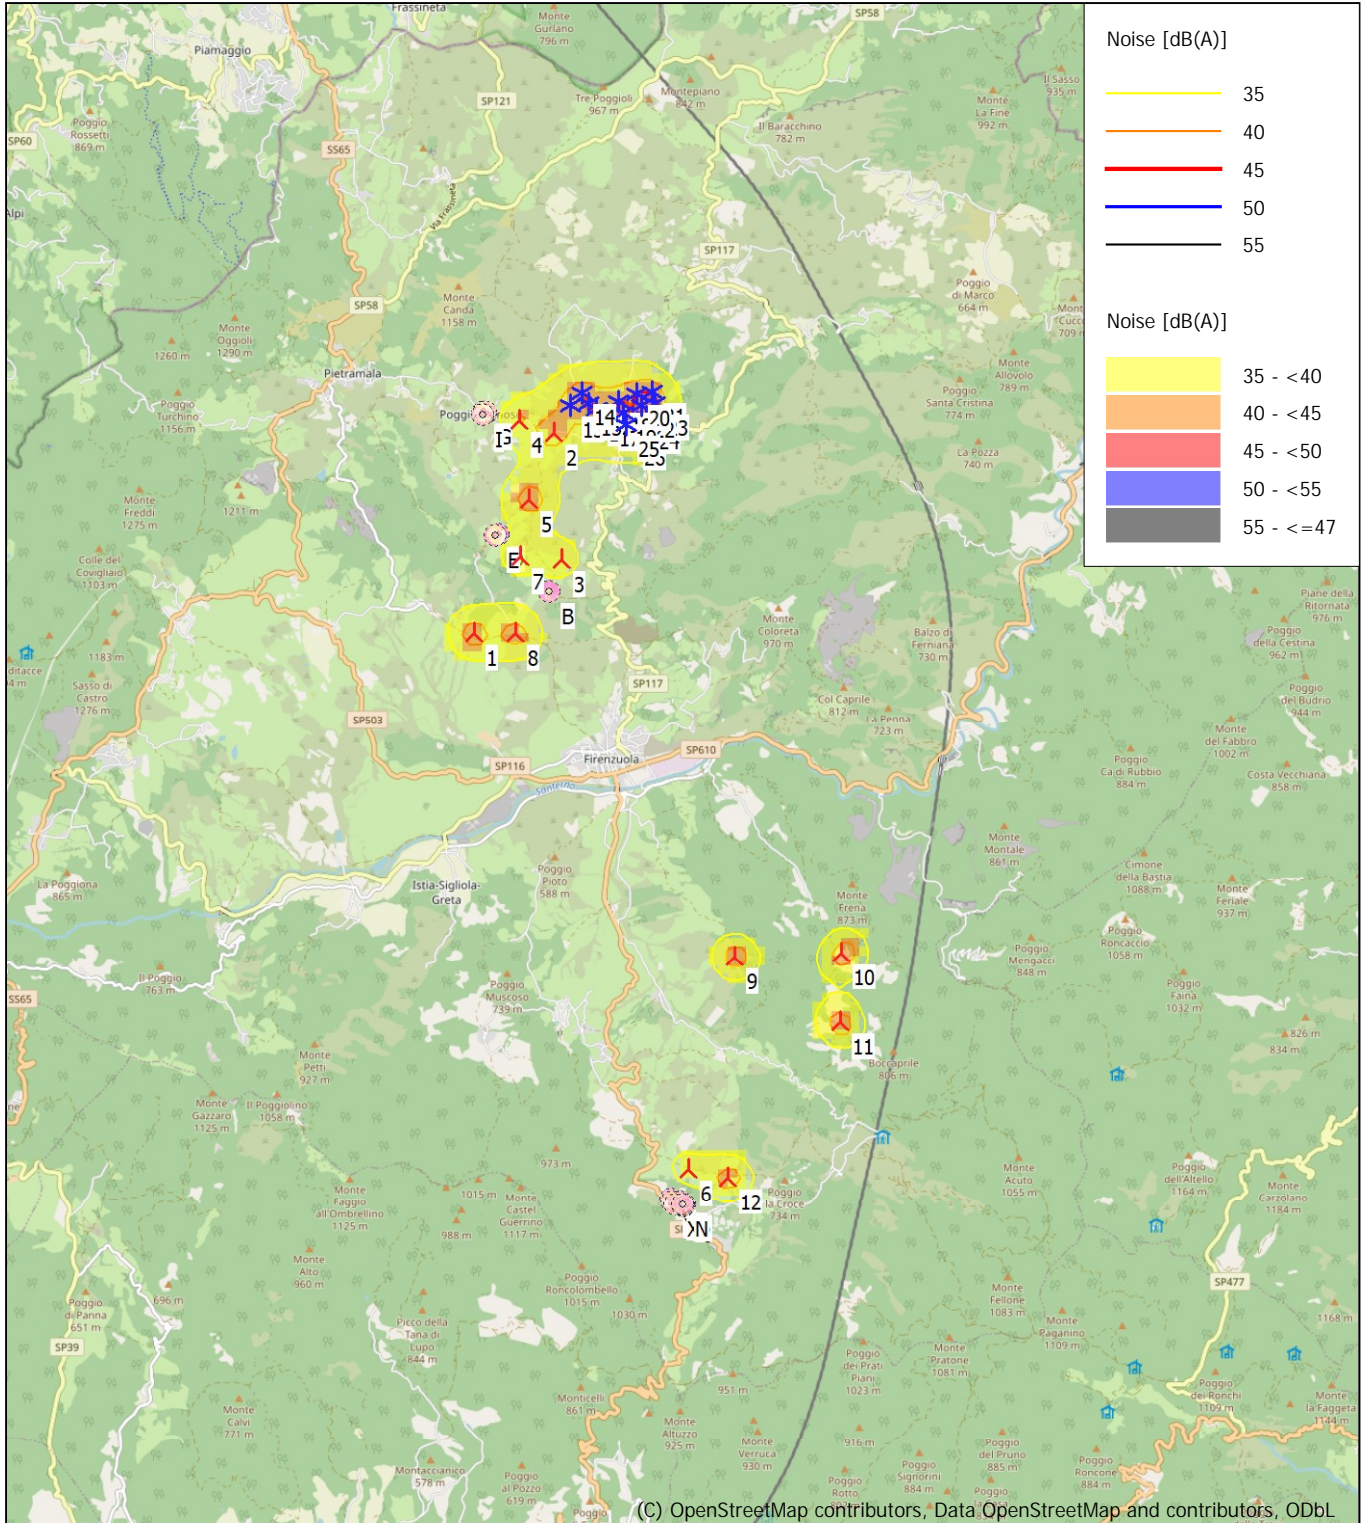 Frassineta
Monte
Gurlano
796 m
SP58
Piamaggio
SP121
Tre Poggioli
967 m
Montepiano
842 m
Il Sasso
935 m
Monte
La Fine
992 m
Poggio
Rossetti
869 m
SP60
SS65
Il Baracchino
782 m
Via Frassineta
Alpi
SP117
Monte
Canda
1158 m
SP58
Poggio
di Marco
664 m
Monte
Oggioli
1290 m
1260 m
Pietramala
Monte
Allovolo
789 m
Poggio
Turchino
1156 m
Poggio
Santa Cristina
774 m
La Pozza
740 m
14
20
4
2
25
5
Monte
Freddi
1275 m
1211 m
Colle del
Covigliaio
1103 m
E
7
3
B
Piane della
Ritornata
976 m
Monte
Coloreta
970 m
Balzo di
Ferniana
730 m
Poggio
della Cestina
962 m
1183 m
1
8
Sasso di
Castro
1276 m
SP117
Col Caprile
812 m
La Penna
723 m
Poggio
del Budrio
944 m
SP503
Monte
del Fabbro
1002 m
SP610
Firenzuola
SP116
Santerno
Poggio
Ca di Rubbio
884 m
Costa Vecchiana
858 m
Monte
Montale
861 m
Poggio
Pioto
588 m
Cimone
della Bastia
1088 m
La Poggiona
865 m
Istia-Sigliola-
Greta
Monte
Feriale
937 m
Monte
Frena
873 m
Poggio
Roncaccio
1058 m
Poggio
Mengacci
848 m
9
10
Il Poggio
763 m
Poggio
Muscoso
739 m
Poggio
Faina
1032 m
SS65
11
826 m
834 m
Monte
Petti
927 m
Boccaprile
806 m
Monte
Gazzaro
1125 m
Il Poggiolino
1058 m
973 m
Monte
Acuto
1055 m
Poggio
dell'Altello
1164 m
Monte
Carzolano
1184 m
Monte
Faggio
all'Ombrellino
1125 m
1015 m
Monte
Castel
Guerrino
1117 m
988 m
6
12
Poggio
la Croce
734 m
XN
Monte
Alto
960 m
SP477
Poggio
Roncolombello
1015 m
Monte
Fellone
1083 m
696 m
Poggio
di Panna
651 m
1030 m
Monte
Paganino
1109 m
1168 m
SP39
Picco della
Tana di
Lupo
844 m
Poggio
dei Prati
Piani
1023 m
Monte
Pratone
1081 m
951 m
Poggio
dei Ronchi
1109 m
Monte
la Faggeta
1144 m
Monte
Calvi
771 m
Monticelli
861 m
Monte
Altuzzo
925 m
Monte
Verruca
930 m
916 m
Poggio
del Pruno
885 m
Poggio
Signorini
884 m
Poggio
Roncone
884 m
Montaccianico
578 m
Poggio
al Pozzo
619 m
Poggio
Rotto
Poggio
(C) OpenStreetMap contributors, Data OpenStreetMap and contributors, ODbL
Noise [dB(A)]
35
40
45
50
55
Noise [dB(A)]
35 - <40
40 - <45
45 - <50
50 - <55
55 - <=47